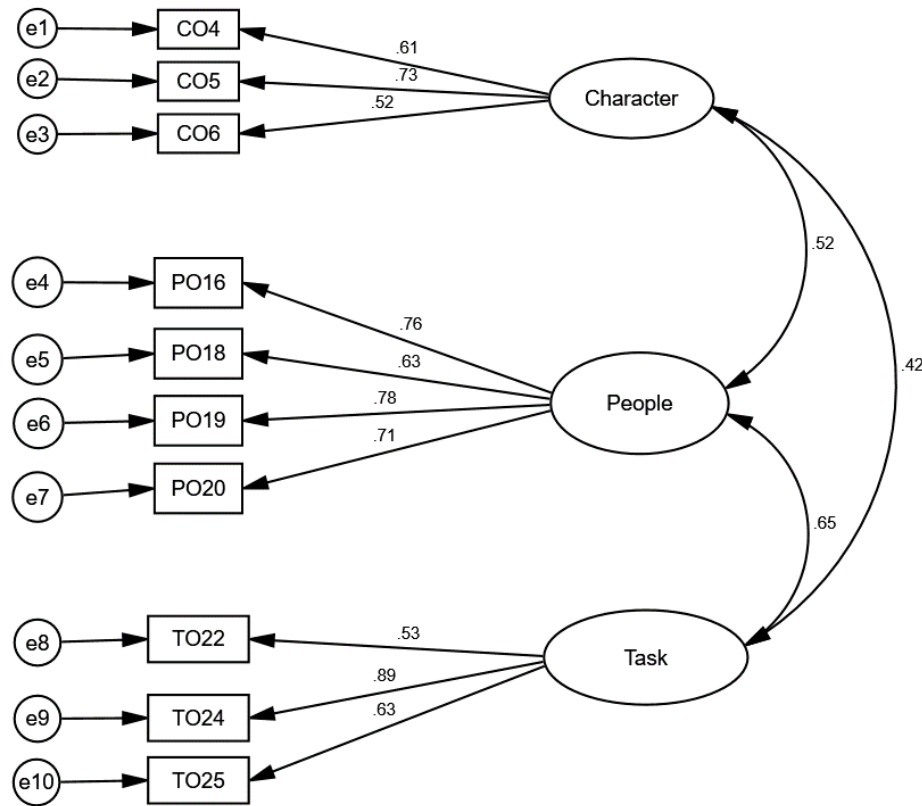 e1 CO4
.61
e2 CO5
.73
Character
e3 CO6
.52
.52
e4 PO16
.76
e5 PO18
.63
.42
e6 PO19
.78
People
e7 PO20
.71
.65
e8 TO22
.53
Task
e9 TO24
.89
e10 TO25
.63